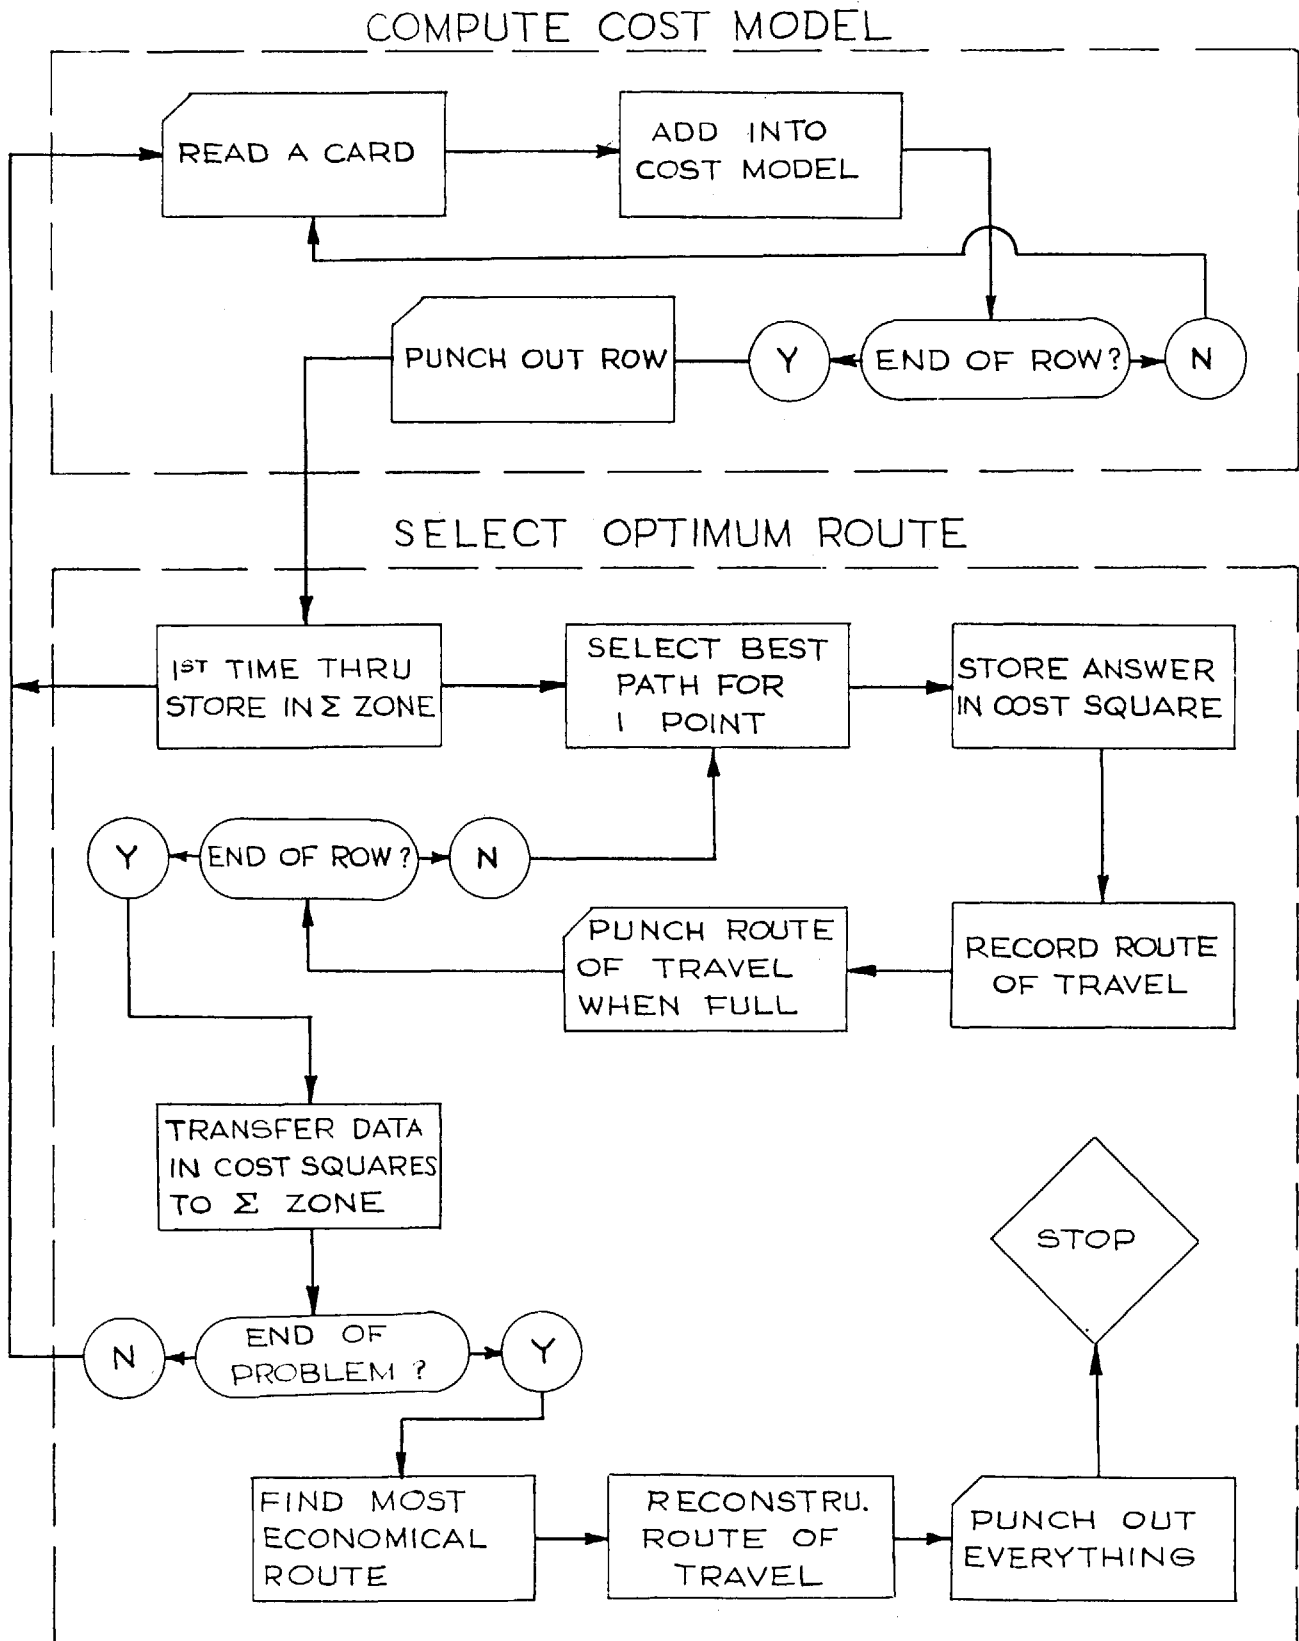 COMPUTE COST MODEL
READ A CARD
ADD INTO
COST MODEL
PUNCH OUT ROW
Y
END OF ROW?
N
SELECT OPTIMUM ROUTE
1ST TIME THRU
STORE IN Σ ZONE
SELECT BEST
PATH FOR
1 POINT
STORE ANSWER
IN COST SQUARE
Y
END OF ROW?
N
PUNCH ROUTE
OF TRAVEL
WHEN FULL
RECORD ROUTE
OF TRAVEL
TRANSFER DATA
IN COST SQUARES
TO Σ ZONE
STOP
N
END OF
PROBLEM ?
Y
FIND MOST
ECONOMICAL
ROUTE
RECONSTRU.
ROUTE OF
TRAVEL
PUNCH OUT
EVERYTHING